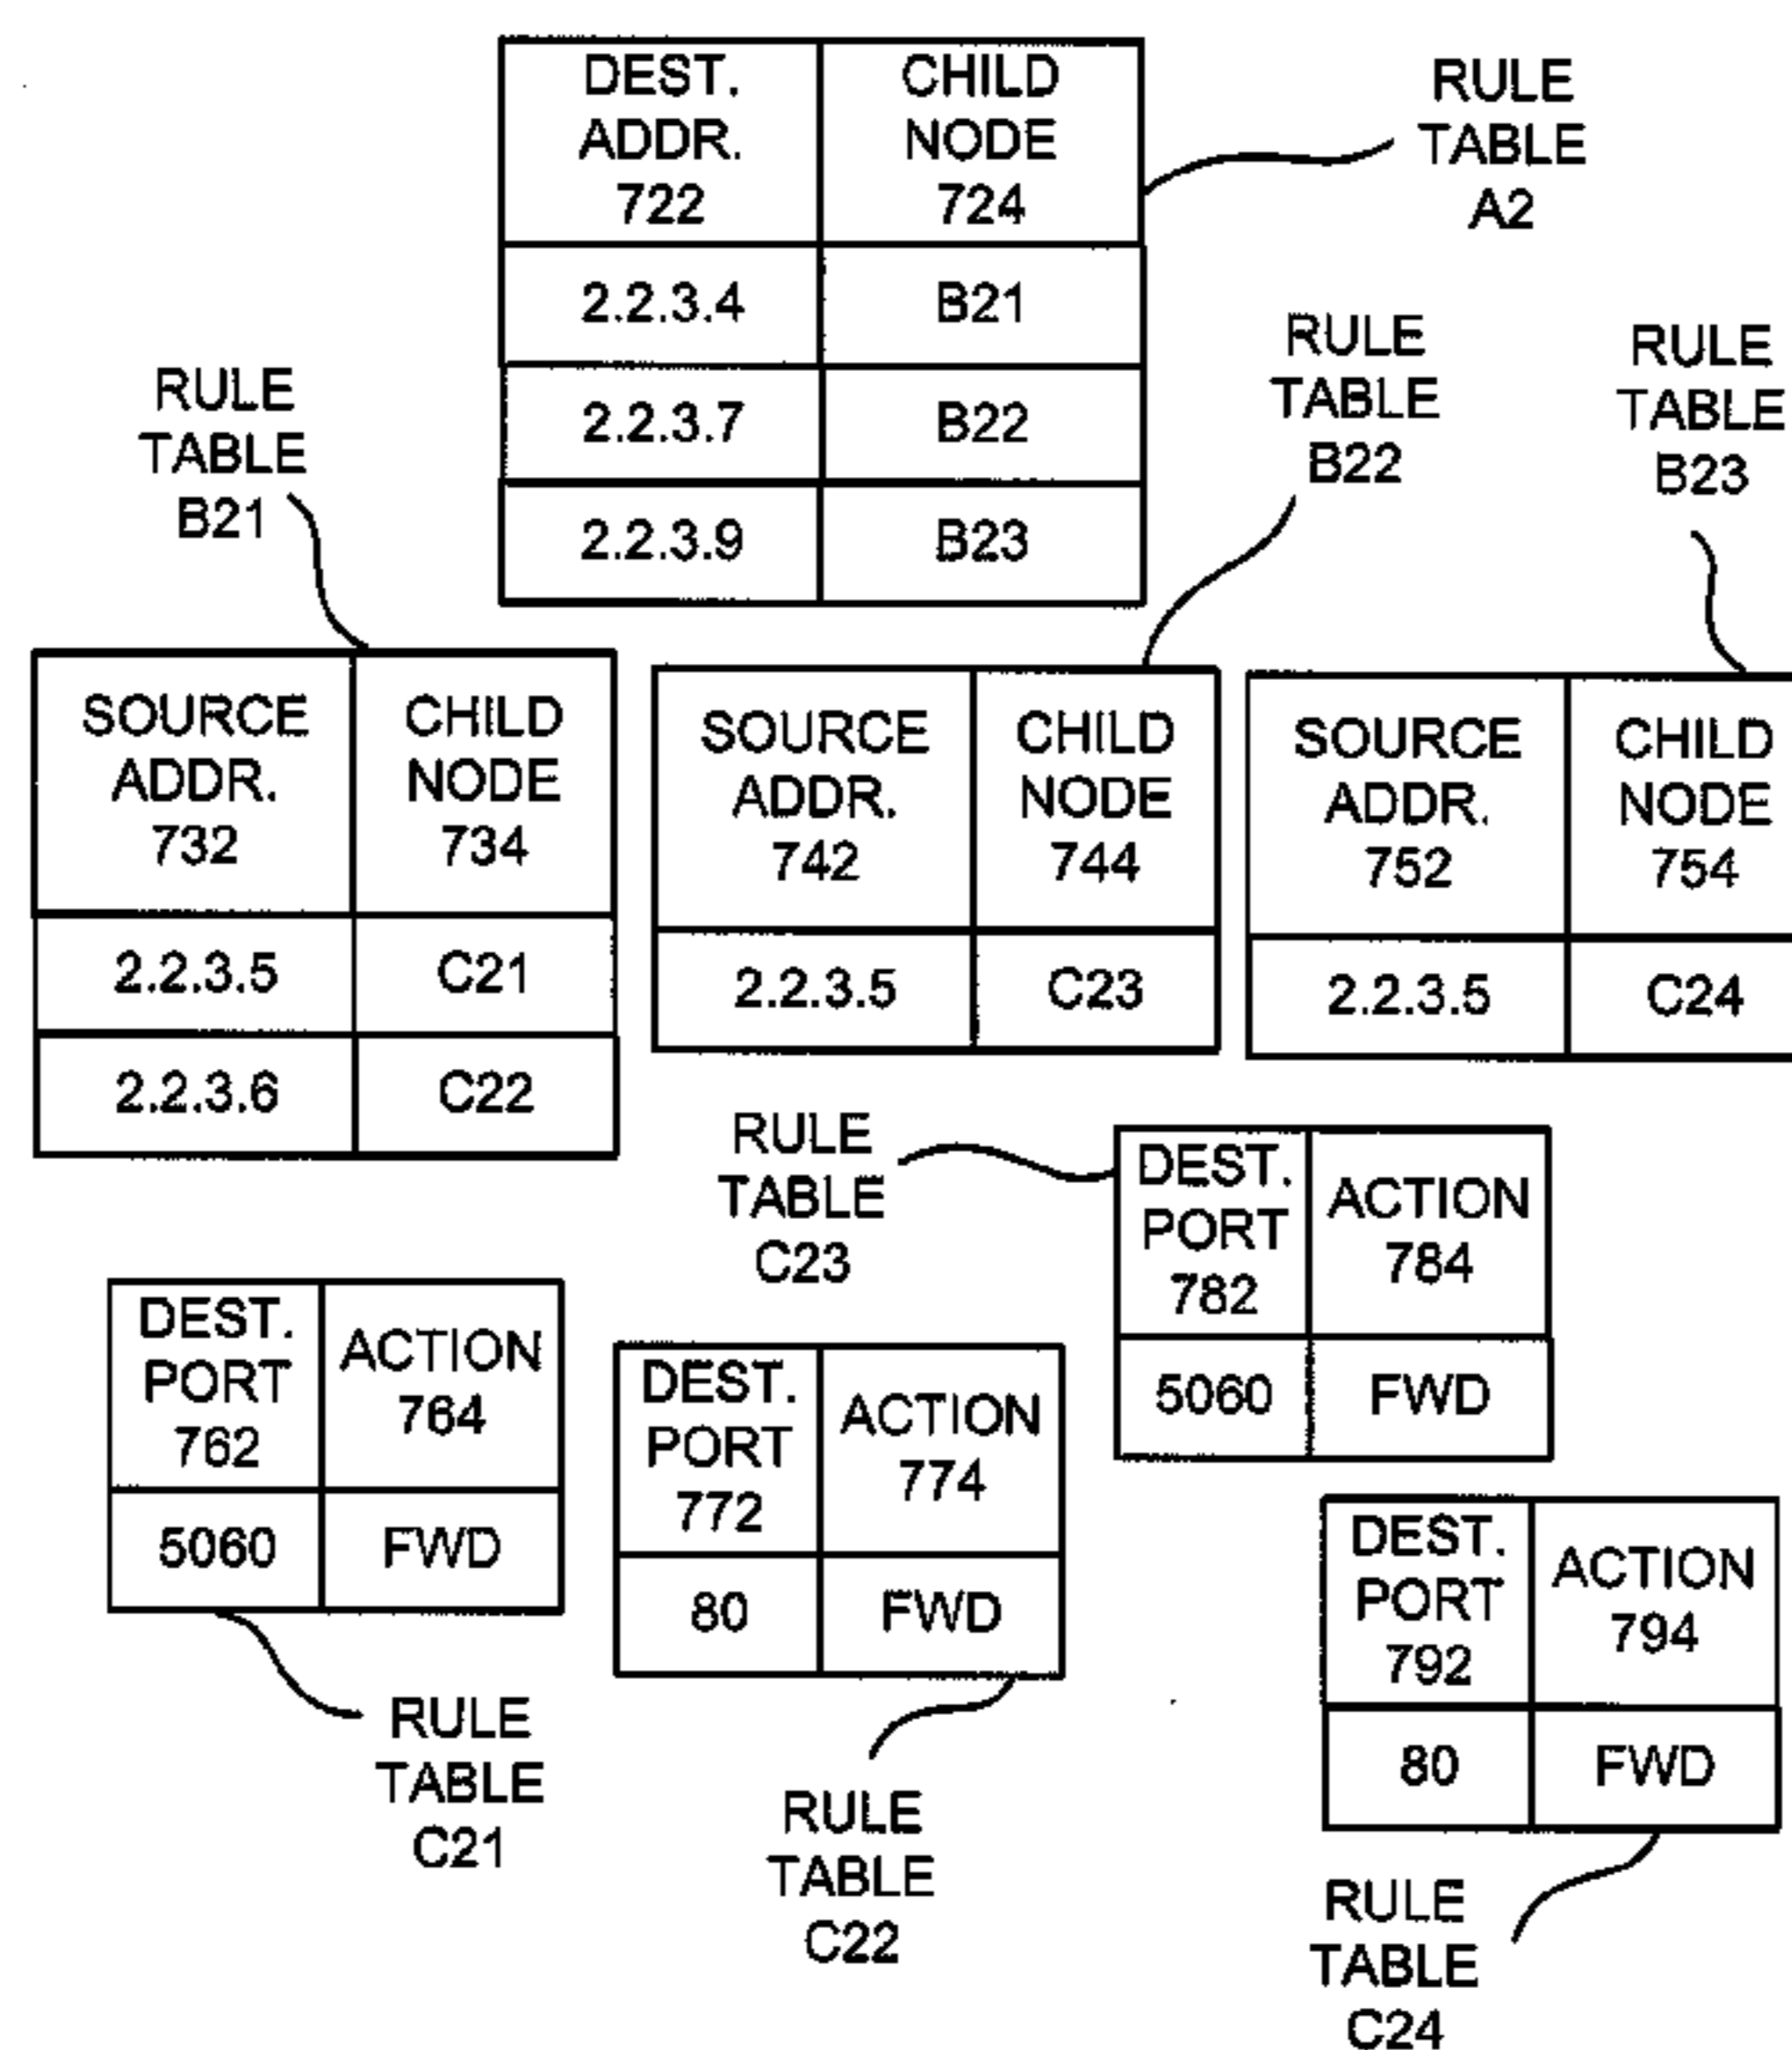 DEST.
ADDR.
722
CHILD
NODE
724
2.2.3.4
B21
2.2.3.7
B22
2.2.3.9
B23
RULE
TABLE
A2
RULE
TABLE
B21
RULE
TABLE
B22
RULE
TABLE
B23
SOURCE
ADDR.
732
CHILD
NODE
734
2.2.3.5
C21
2.2.3.6
C22
SOURCE
ADDR.
742
CHILD
NODE
744
2.2.3.5
C23
SOURCE
ADDR.
752
CHILD
NODE
754
2.2.3.5
C24
RULE
TABLE
C23
DEST.
PORT
782
ACTION
784
5060
FWD
DEST.
PORT
762
ACTION
764
5060
FWD
RULE
TABLE
C21
DEST.
PORT
772
ACTION
774
80
FWD
RULE
TABLE
C22
DEST.
PORT
792
ACTION
794
80
FWD
RULE
TABLE
C24